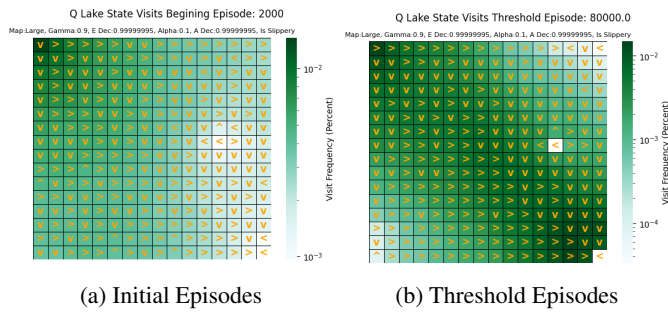 Q Lake State Visits Begining Episode: 2000
Map:Large, Gamma:0.9, E Dec:0.99999995, Alpha:0.1, A Dec:0.99999995, Is Slippery
10⁻²
10⁻³
Visit Frequency (Percent)
(a) Initial Episodes
Q Lake State Visits Threshold Episode: 80000.0
Map:Large, Gamma:0.9, E Dec:0.99999995, Alpha:0.1, A Dec:0.99999995, Is Slippery
10⁻²
10⁻³
10⁻⁴
Visit Frequency (Percent)
(b) Threshold Episodes